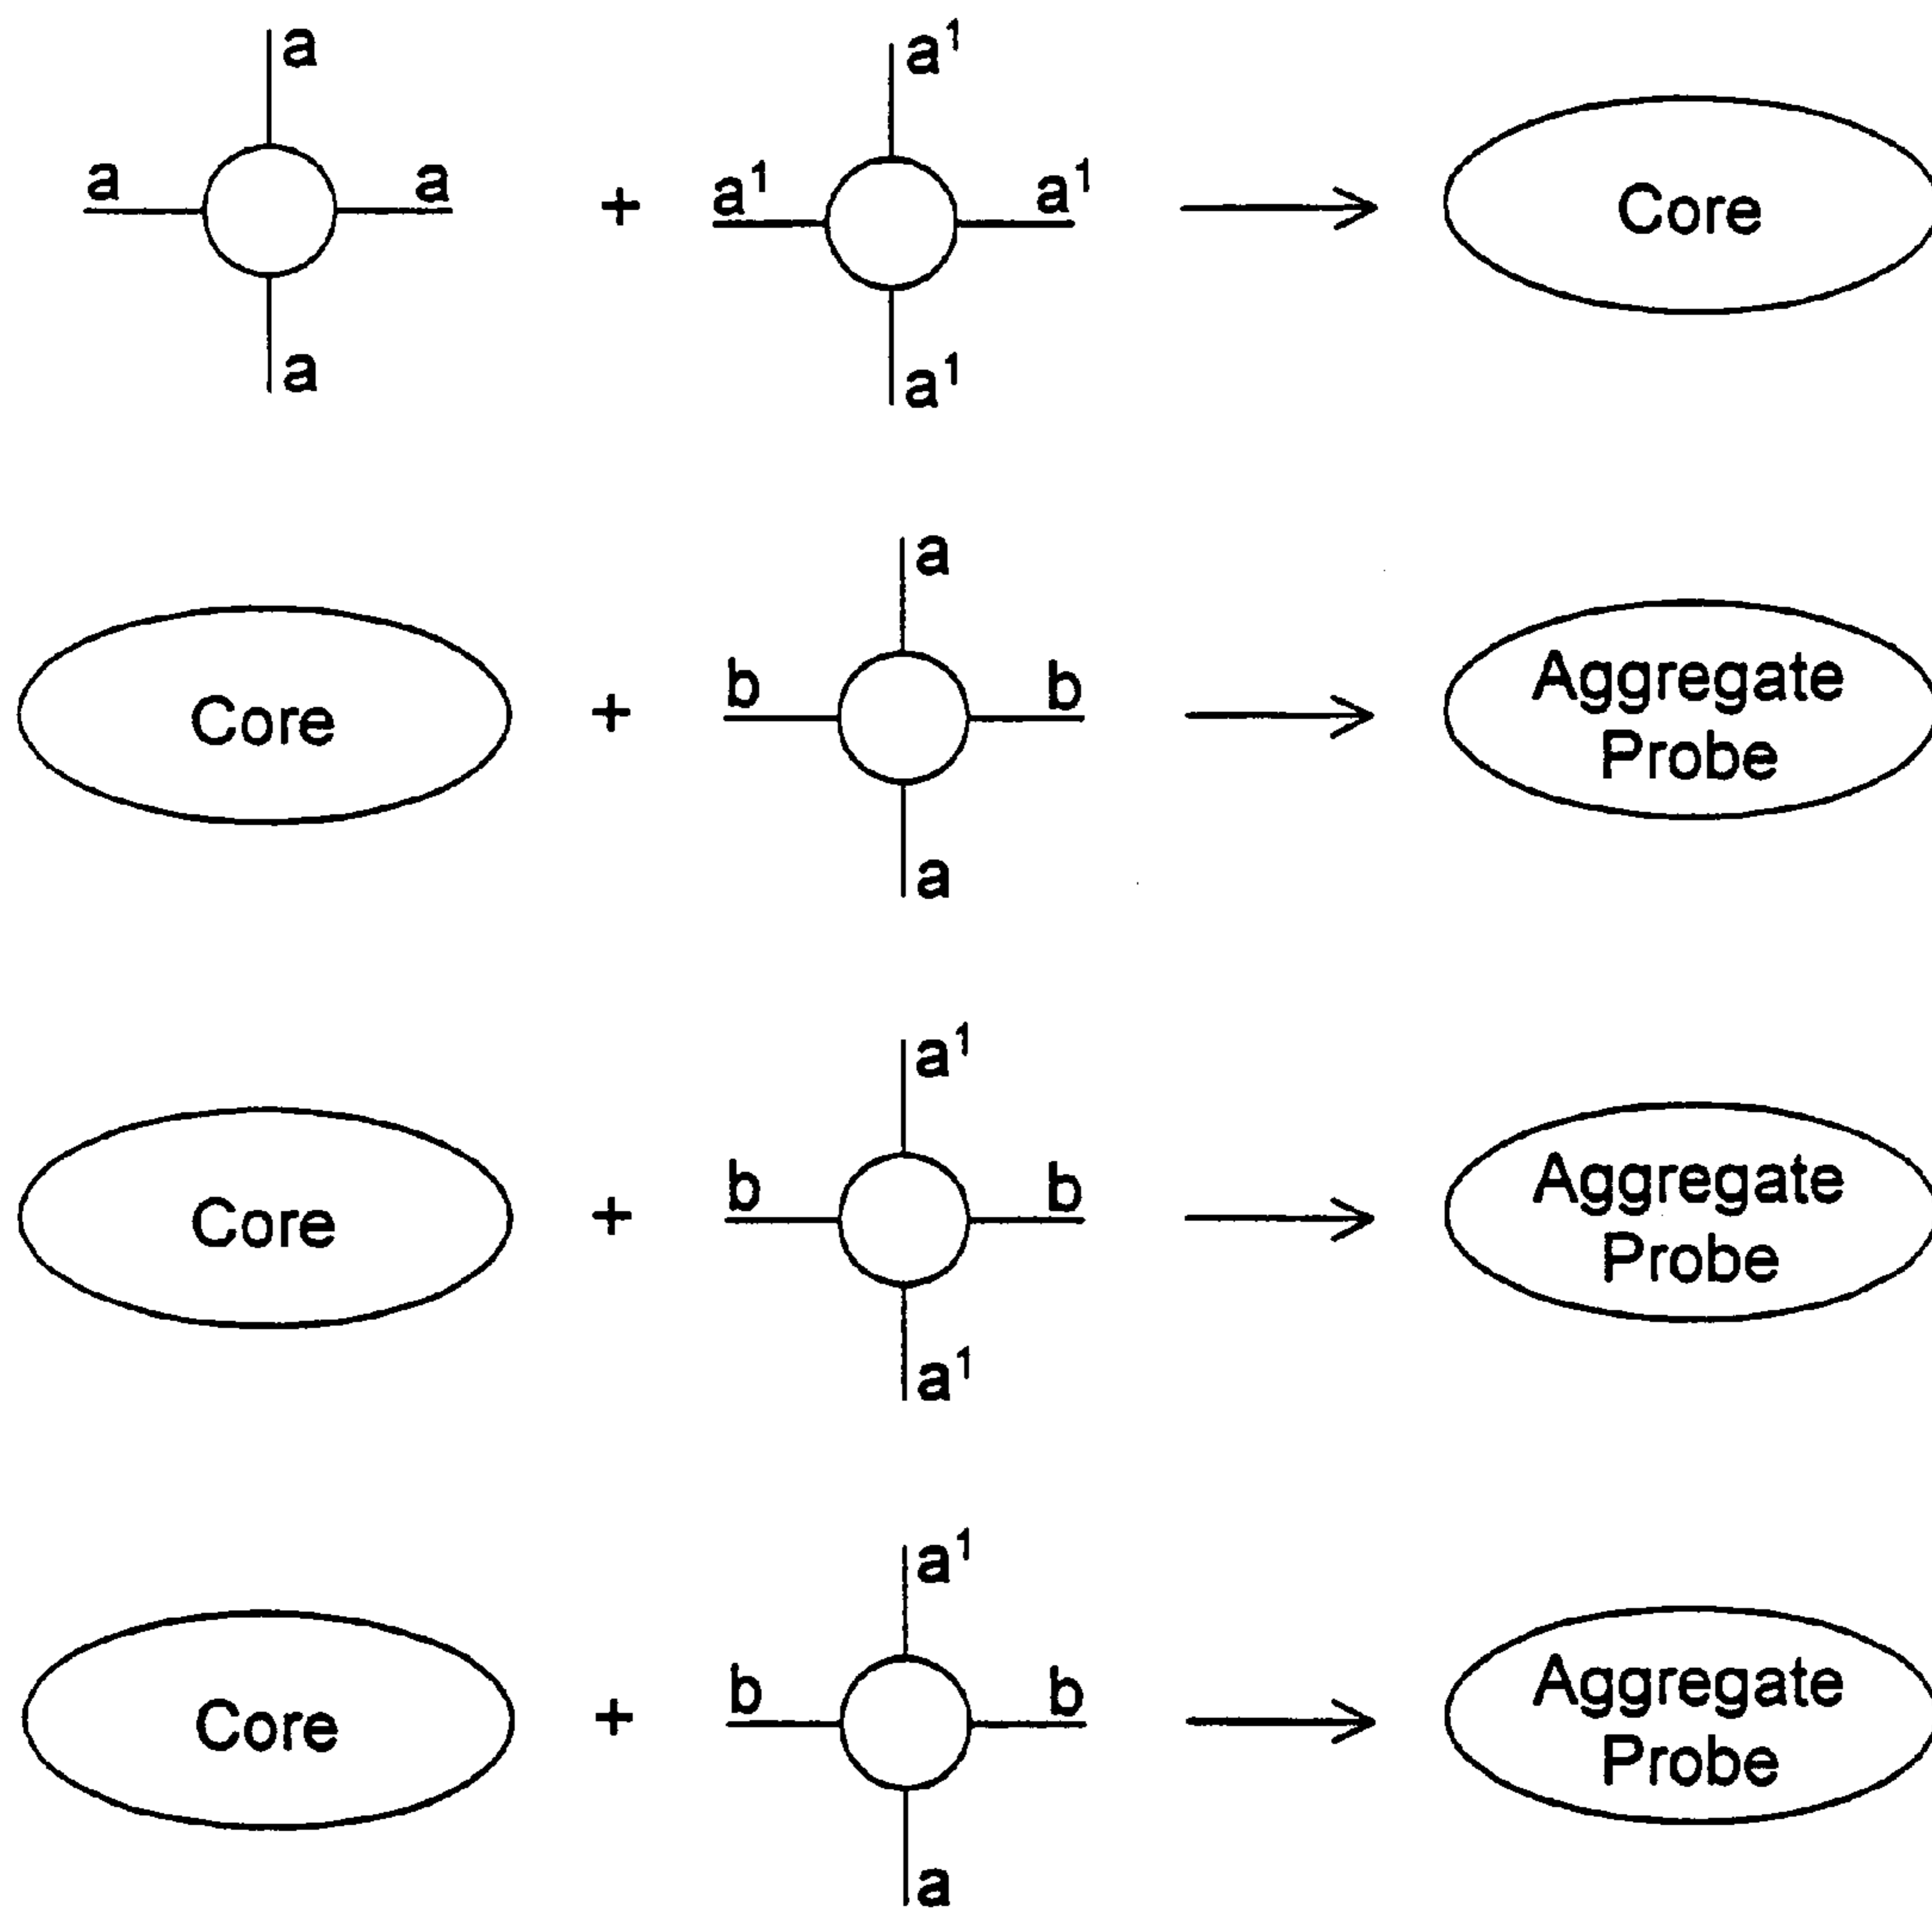 a
a a
a
+
a¹
a¹ a¹
a¹
Core
Core
+
a
b b
a
Aggregate
Probe
Core
+
a¹
b b
a¹
Aggregate
Probe
Core
+
a¹
b b
a
Aggregate
Probe